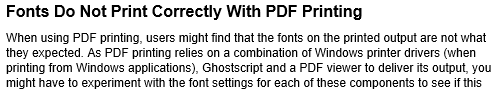 Fonts Do Not Print Correctly With PDF Printing
When using PDF printing, users might find that the fonts on the printed output are not what
they expected. As PDF printing relies on a combination of Windows printer drivers (when
printing from Windows applications), Ghostscript and a PDF viewer to deliver its output, you
might have to experiment with the font settings for each of these components to see if this